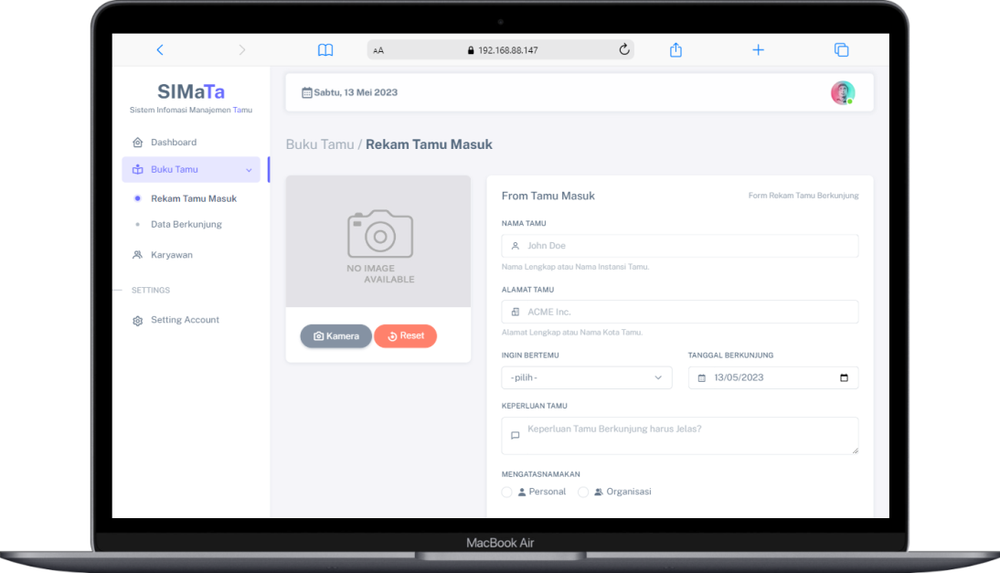 AA
192.168.88.147
SIMaTa
Sistem Infomasi Manajemen Tamu
Dashboard
Buku Tamu
Rekam Tamu Masuk
Data Berkunjung
Karyawan
SETTINGS
Setting Account
Sabtu, 13 Mei 2023
Buku Tamu / Rekam Tamu Masuk
NO IMAGE
AVAILABLE
Kamera
Reset
From Tamu Masuk
Form Rekam Tamu Berkunjung
NAMA TAMU
John Doe
Nama Lengkap atau Nama Instansi Tamu.
ALAMAT TAMU
ACME Inc.
Alamat Lengkap atau Nama Kota Tamu.
INGIN BERTEMU
TANGGAL BERKUNJUNG
-pilih-
13/05/2023
KEPERLUAN TAMU
Keperluan Tamu Berkunjung harus Jelas?
MENGATASNAMAKAN
Personal
Organisasi
MacBook Air